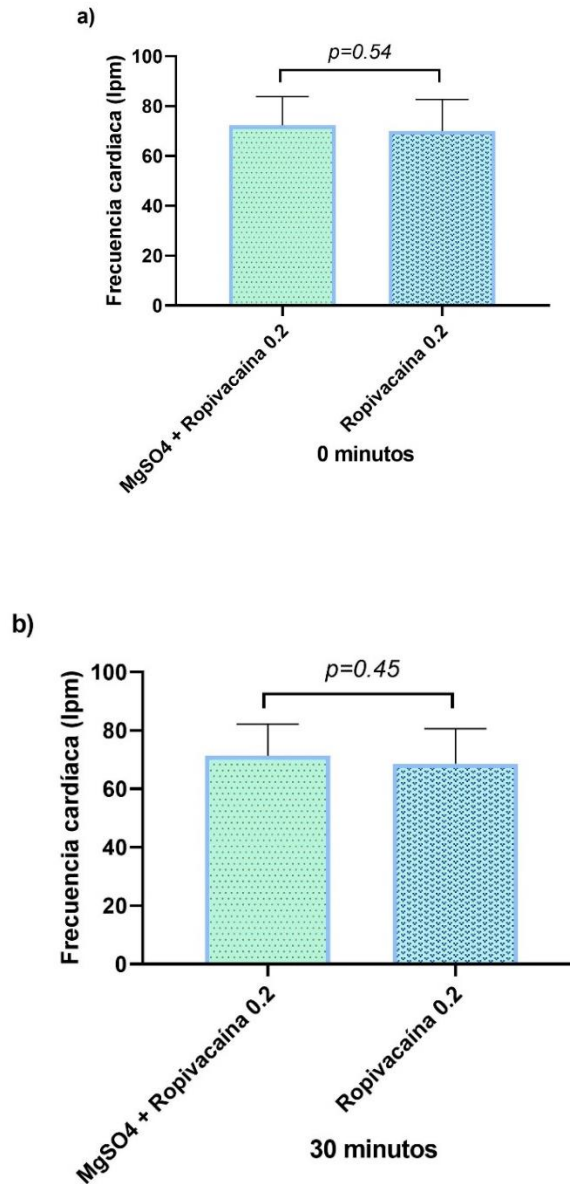 a)
p=0.54
100
80
60
40
20
0
Frecuencia cardiaca (lpm)
MgSO4 + Ropivacaína 0.2
Ropivacaína 0.2
0 minutos
b)
p=0.45
100
80
60
40
20
0
Frecuencia cardíaca (lpm)
MgSO4 + Ropivacaína 0.2
Ropivacaína 0.2
30 minutos